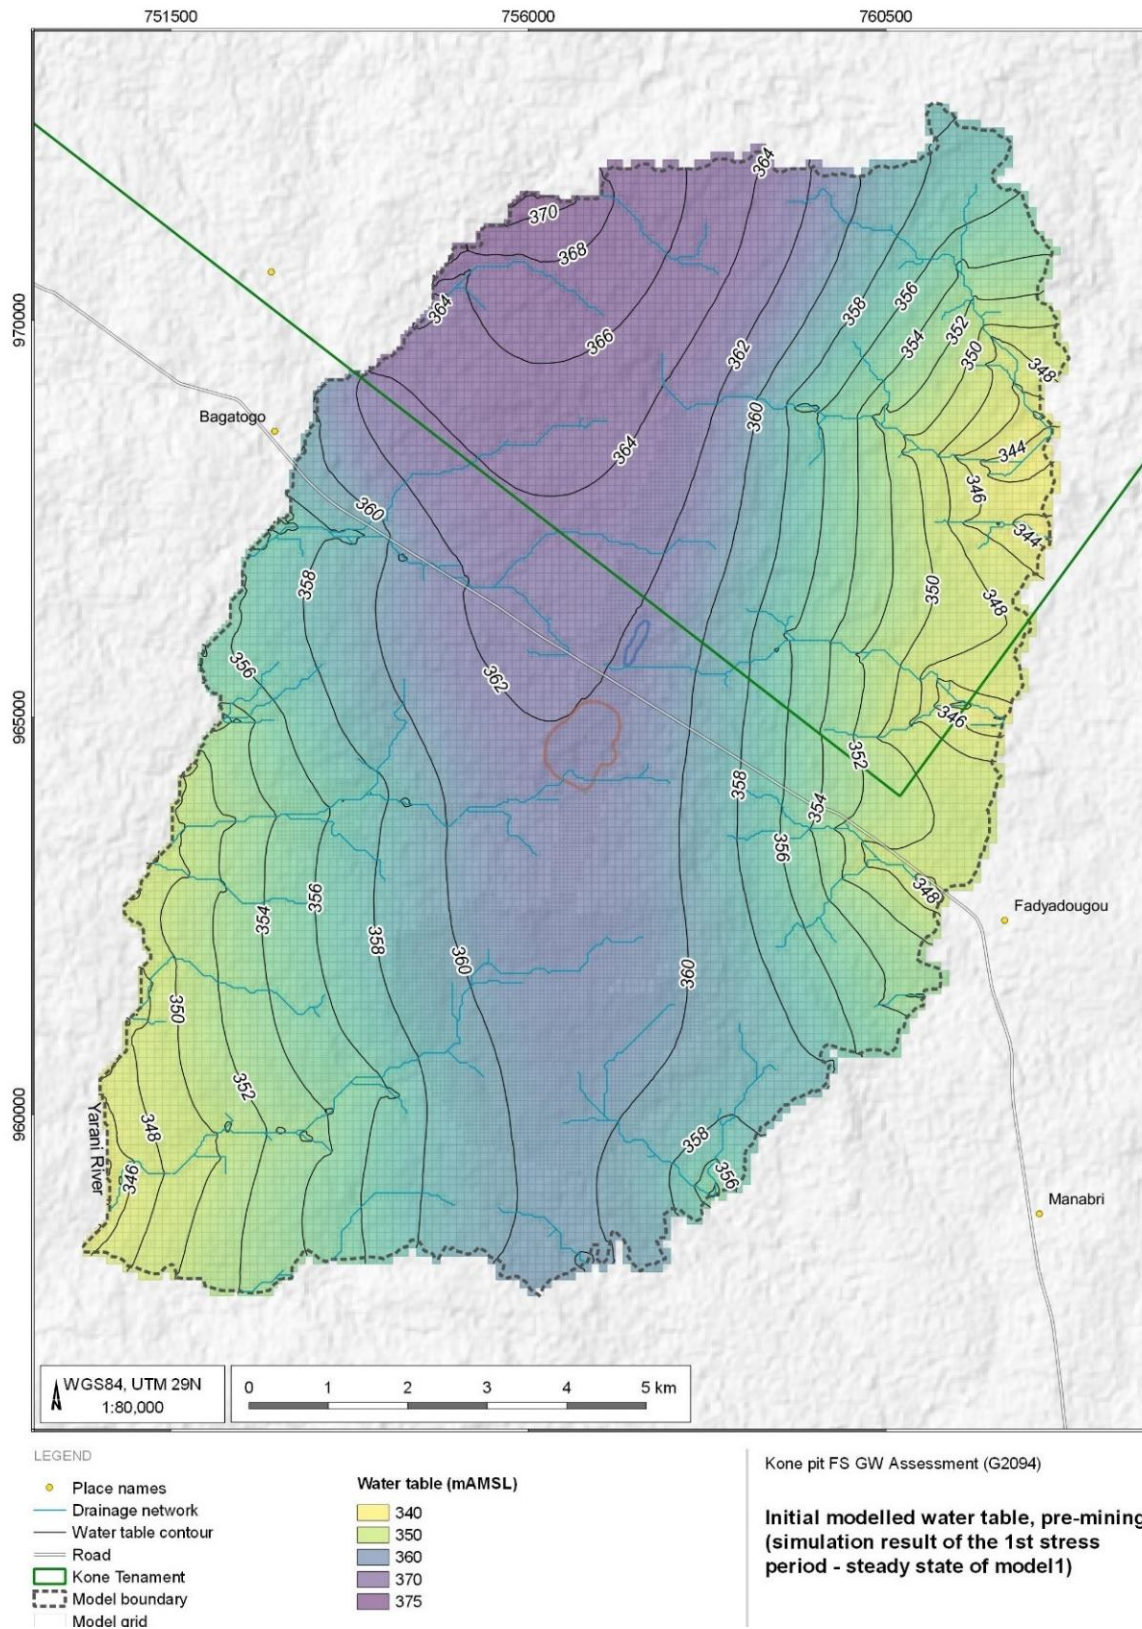 751500
756000
760500
970000
965000
960000
364
370
368
364
366
358
356
362
354
352
350
348
360
364
344
346
344
Bagatogo
360
358
350
348
356
362
346
352
358
354
356
348
Fadyadougou
354
356
358
360
360
350
352
348
346
358
356
Yarani River
Manabri
WGS84, UTM 29N
1:80,000
0 1 2 3 4 5 km
LEGEND
Place names
Drainage network
Water table contour
Road
Kone Tenament
Model boundary
Model grid
Water table (mAMSL)
340
350
360
370
375
Kone pit FS GW Assessment (G2094)
Initial modelled water table, pre-mining
(simulation result of the 1st stress
period - steady state of model1)